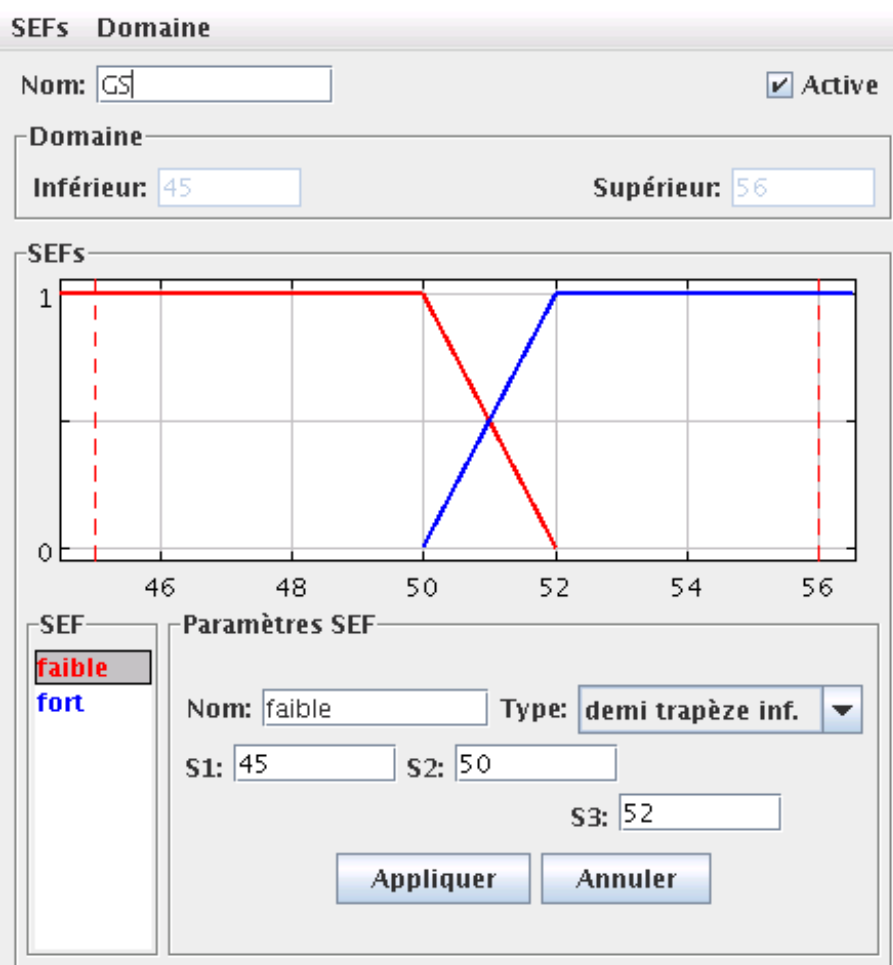 SEFs Domaine
Nom: GS Active
Domaine
Inférieur: 45 Supérieur: 56
SEFs
1
0
46 48 50 52 54 56
SEF
faible
fort
Paramètres SEF
Nom: faible Type: demi trapèze inf.
S1: 45 S2: 50
S3: 52
Appliquer Annuler